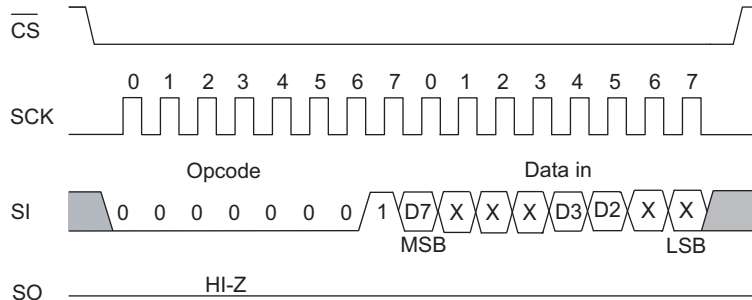 CS
0 1 2 3 4 5 6 7 0 1 2 3 4 5 6 7
SCK
Opcode Data in
SI 0 0 0 0 0 0 0 1 D7 X X X D3 D2 X X
MSB LSB
HI-Z
SO